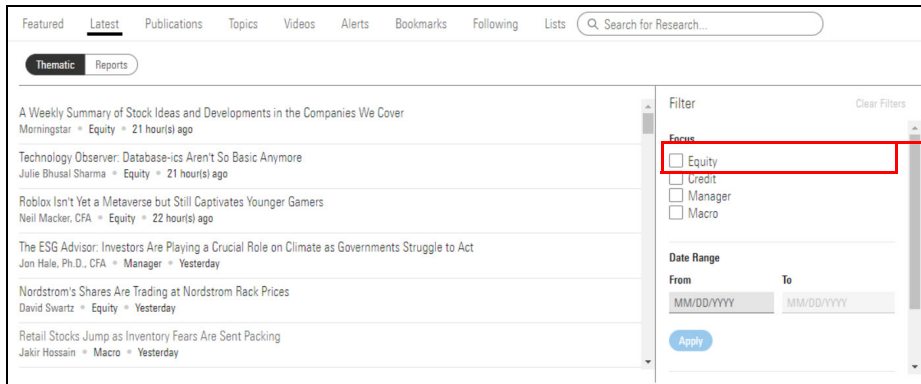 Featured Latest Publications Topics Videos Alerts Bookmarks Following Lists Search for Research...
Thematic Reports
A Weekly Summary of Stock Ideas and Developments in the Companies We Cover
Morningstar • Equity • 21 hour(s) ago
Technology Observer: Database-ics Aren't So Basic Anymore
Julie Bhusal Sharma • Equity • 21 hour(s) ago
Roblox Isn't Yet a Metaverse but Still Captivates Younger Gamers
Neil Macker, CFA • Equity • 22 hour(s) ago
The ESG Advisor: Investors Are Playing a Crucial Role on Climate as Governments Struggle to Act
Jon Hale, Ph.D., CFA • Manager • Yesterday
Nordstrom's Shares Are Trading at Nordstrom Rack Prices
David Swartz • Equity • Yesterday
Retail Stocks Jump as Inventory Fears Are Sent Packing
Jakir Hossain • Macro • Yesterday
Filter Clear Filters
Focus
Equity
Credit
Manager
Macro
Date Range
From To
MM/DD/YYYY MM/DD/YYYY
Apply